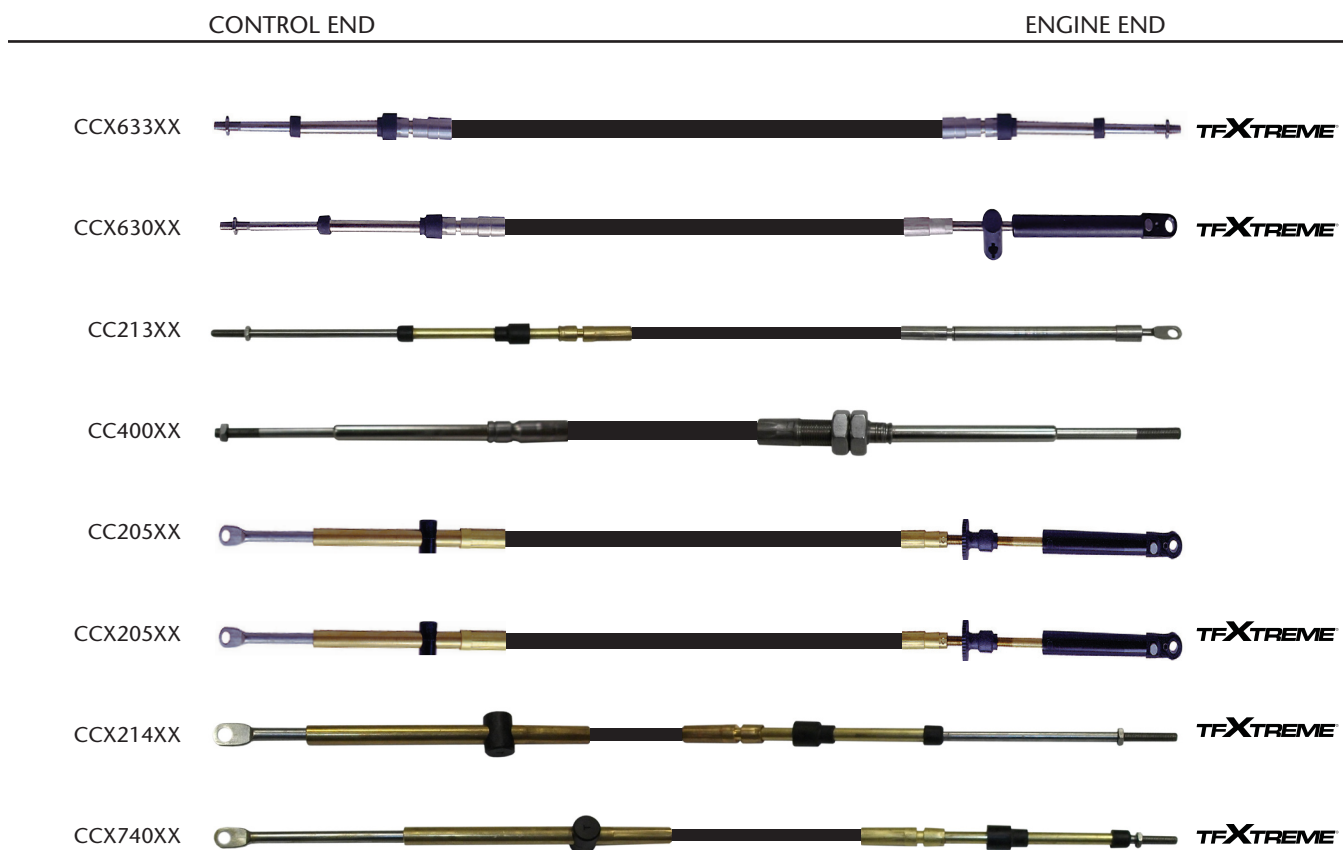 CONTROL END ENGINE END
CCX633XX TFXTREME
CCX630XX TFXTREME
CC213XX
CC400XX
CC205XX
CCX205XX TFXTREME
CCX214XX TFXTREME
CCX740XX TFXTREME